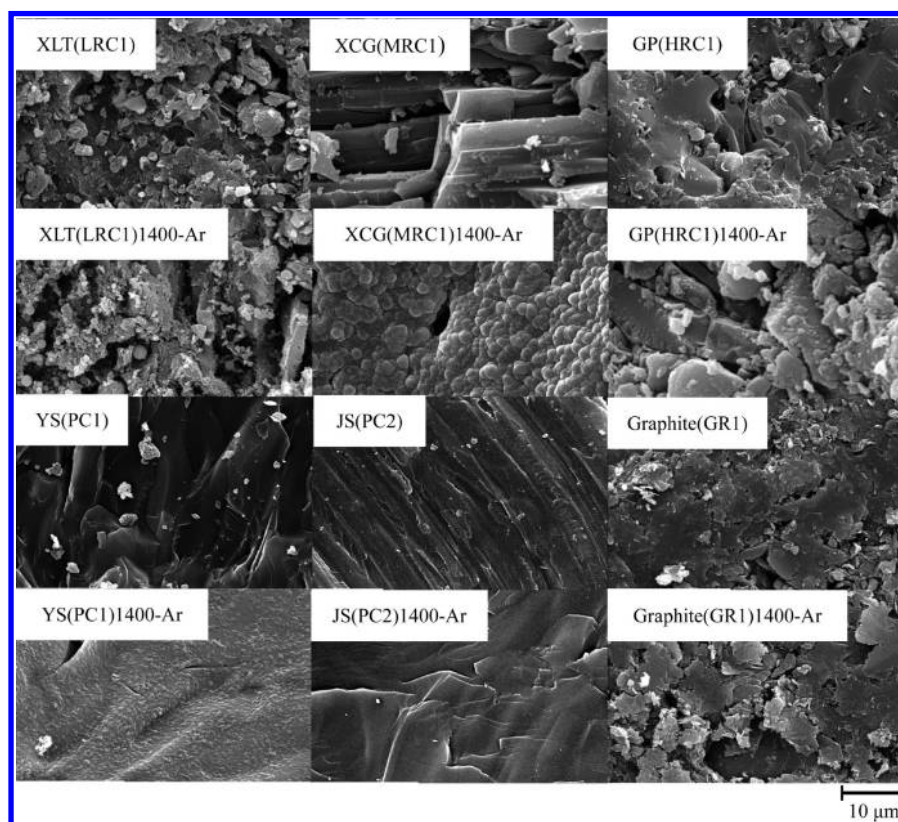 XLT(LRC1)
XCG(MRC1)
GP(HRC1)
XLT(LRC1)1400-Ar
XCG(MRC1)1400-Ar
GP(HRC1)1400-Ar
YS(PC1)
JS(PC2)
Graphite(GR1)
YS(PC1)1400-Ar
JS(PC2)1400-Ar
Graphite(GR1)1400-Ar
10 μm